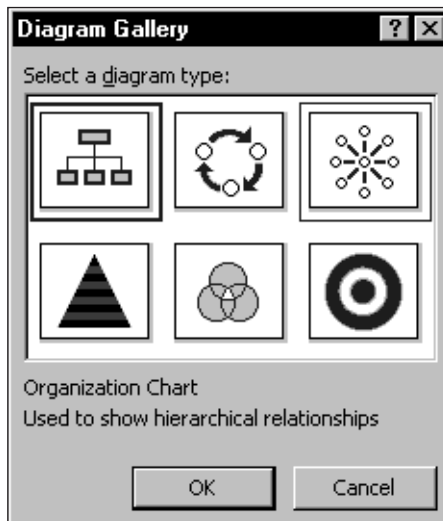 Diagram Gallery
Select a diagram type:
Organization Chart
Used to show hierarchical relationships
OK Cancel